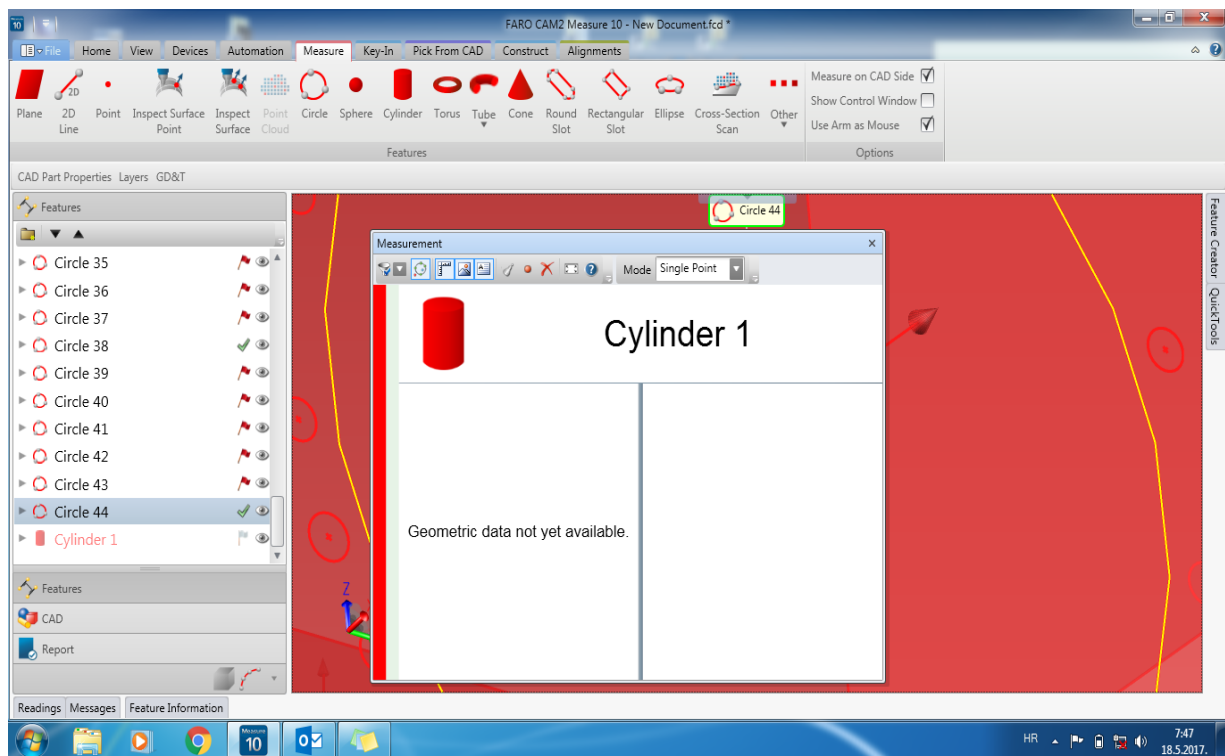 10
FARO CAM2 Measure 10 - New Document.fcd *
File Home View Devices Automation Measure Key-In Pick From CAD Construct Alignments
Plane
2D
Line
2D
Point
Inspect Surface
Point
Inspect
Surface
Point
Cloud
Circle
Sphere
Cylinder
Torus
Tube
Cone
Round
Slot
Rectangular
Slot
Ellipse
Cross-Section
Scan
Other
Measure on CAD Side
Show Control Window
Use Arm as Mouse
Features
Options
CAD Part Properties Layers GD&T
Features
Circle 35
Circle 36
Circle 37
Circle 38
Circle 39
Circle 40
Circle 41
Circle 42
Circle 43
Circle 44
Cylinder 1
Features
CAD
Report
Readings Messages Feature Information
Circle 44
Measurement
Mode Single Point
Cylinder 1
Geometric data not yet available.
Z
Feature Creator
QuickTools
Measure
10
HR
7:47
18.5.2017.